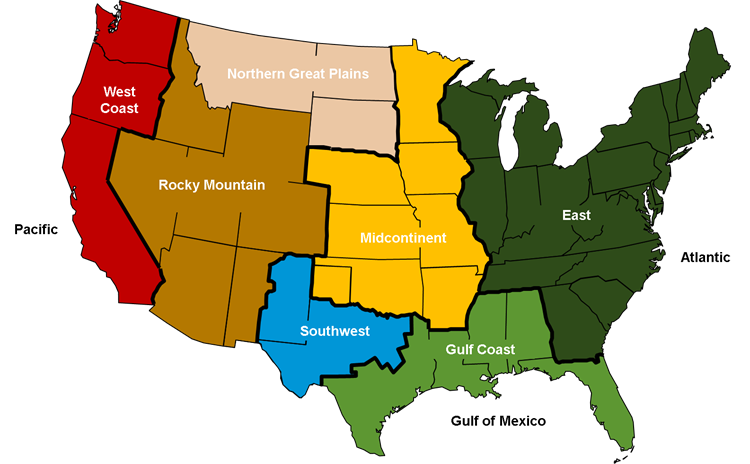 Northern Great Plains
West
Coast
Rocky Mountain
East
Pacific
Midcontinent
Atlantic
Southwest
Gulf Coast
Gulf of Mexico